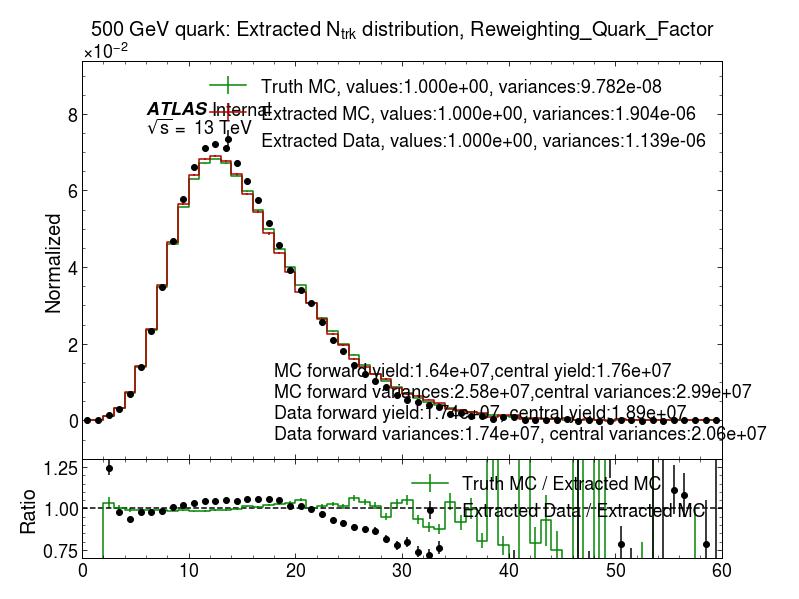 500 GeV quark: Extracted Ntrk distribution, Reweighting_Quark_Factor
×10−2
Truth MC, values:1.000e+00, variances:9.782e-08
ATLAS Internal
Extracted MC, values:1.000e+00, variances:1.904e-06
√s = 13 TeV
Extracted Data, values:1.000e+00, variances:1.139e-06
Normalized
8
6
4
2
0
MC forward yield:1.64e+07,central yield:1.76e+07
MC forward variances:2.58e+07,central variances:2.99e+07
Data forward yield:1.74e+07, central yield:1.89e+07
Data forward variances:1.74e+07, central variances:2.06e+07
Ratio
1.25
1.00
0.75
Truth MC / Extracted MC
Extracted Data / Extracted MC
0 10 20 30 40 50 60